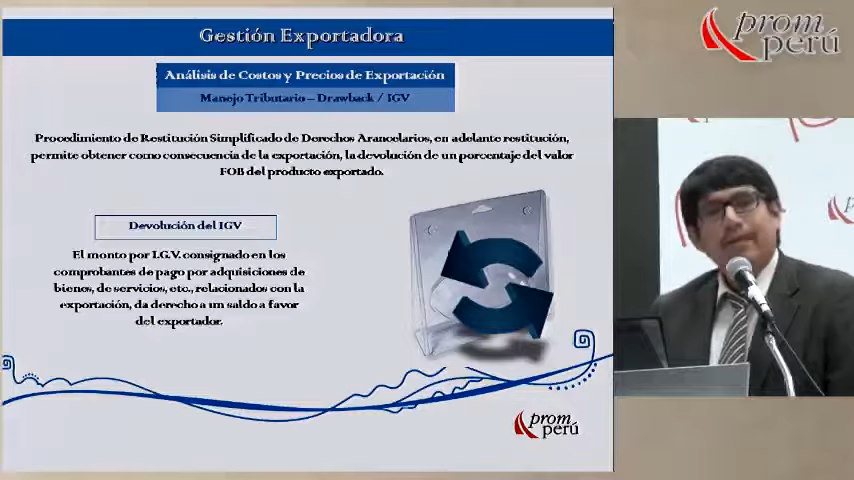 Gestión Exportadora
Análisis de Costos y Precios de Exportación
Manejo Tributario – Drawback / IGV
Procedimiento de Restitución Simplificado de Derechos Arancelarios, en adelante restitución,
permite obtener como consecuencia de la exportación, la devolución de un porcentaje del valor
FOB del producto exportado.
Devolución del IGV
El monto por I.G.V. consignado en los
comprobantes de pago por adquisiciones de
bienes, de servicios, etc., relacionados con la
exportación, da derecho a un saldo a favor
del exportador.
prom
perú
prom
perú